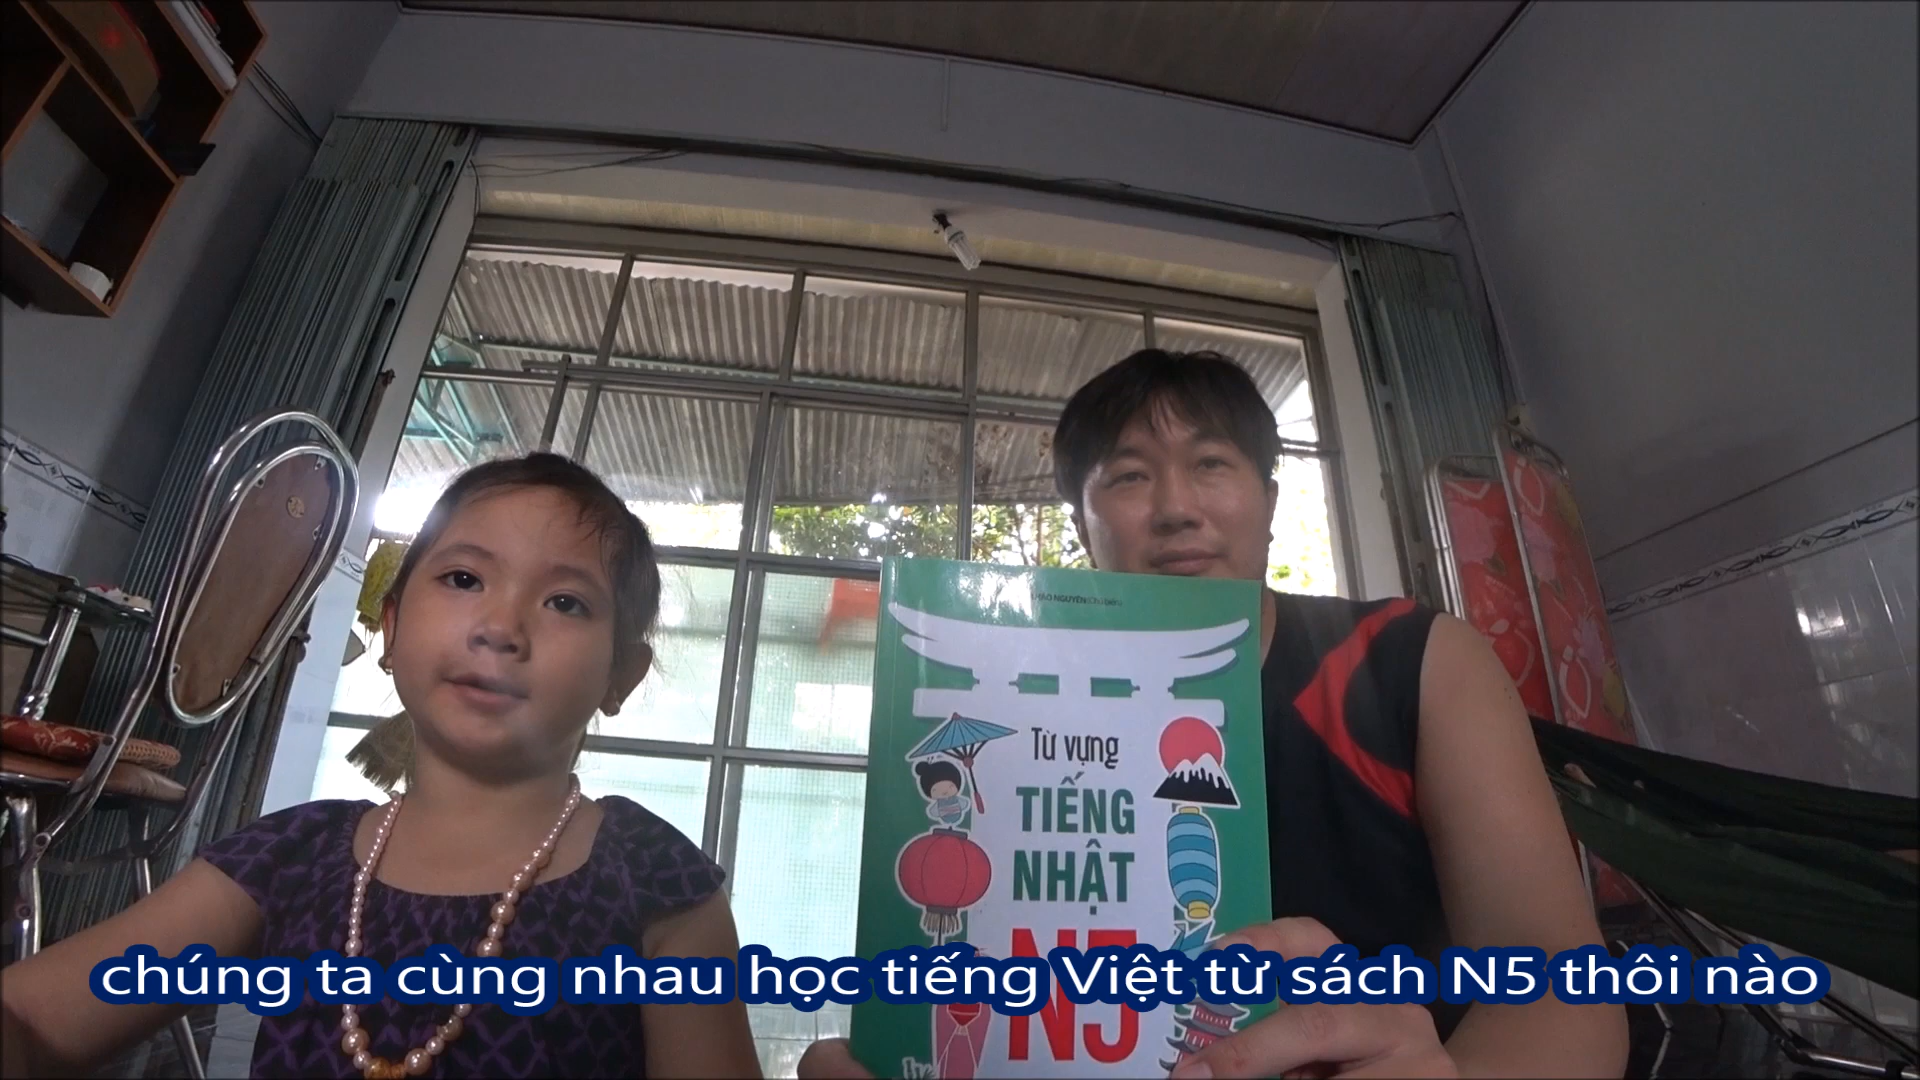 Từ vựng
TIẾNG
NHẬT
N5
chúng ta cùng nhau học tiếng Việt từ sách N5 thôi nào